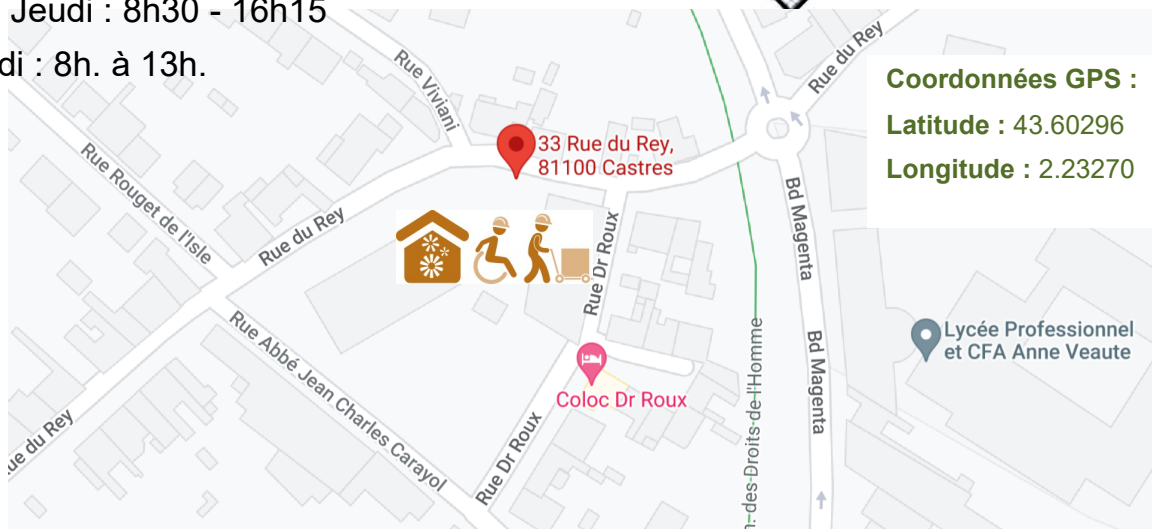 Jeudi : 8h30 - 16h15
di : 8h. à 13h.
Coordonnées GPS :
Latitude : 43.60296
Longitude : 2.23270
Rue du Rey
Rue Viviani
33 Rue du Rey,
81100 Castres
Rue Rouget de l'Isle
Rue du Rey
Bd Magenta
Rue Dr Roux
Rue Abbé Jean Charles Carayol
Lycée Professionnel
et CFA Anne Veaute
Bd Magenta
Coloc Dr Roux
ue du Rey
Rue Dr Roux
n.-des-Droits-de-l'Homme